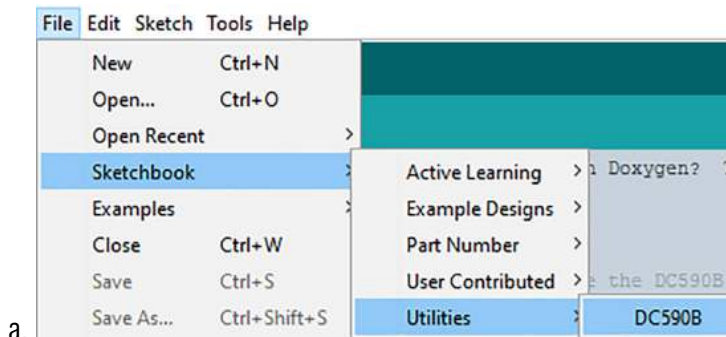 File Edit Sketch Tools Help
New Ctrl+N
Open... Ctrl+O
Open Recent >
Sketchbook
Active Learning > Doxygen?
Examples
Example Designs >
Close Ctrl+W
Part Number >
Save Ctrl+S
User Contributed > the DC590B
a Save As... Ctrl+Shift+S
Utilities DC590B